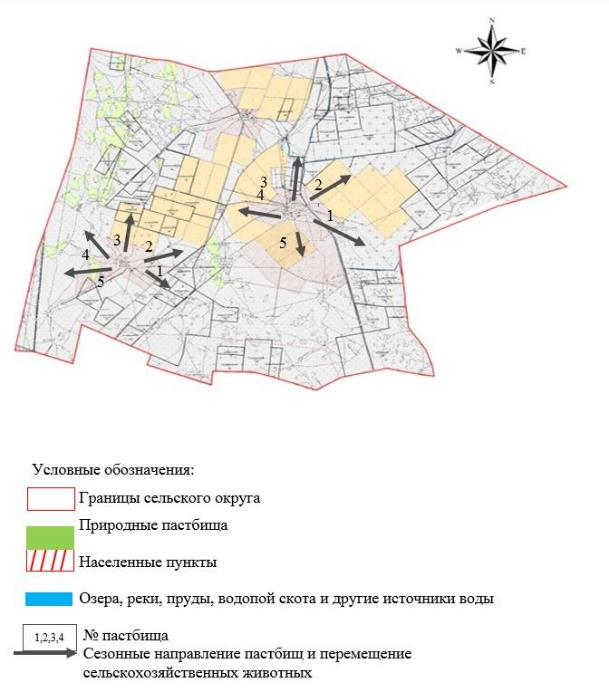 N
W E
S
3
2
4
1
5
3
2
4
1
5
Условные обозначения:
Границы сельского округа
Природные пастбища
Населенные пункты
Озера, реки, пруды, водопой скота и другие источники воды
1,2,3,4 № пастбища
Сезонные направление пастбищ и перемещение
сельскохозяйственных животных